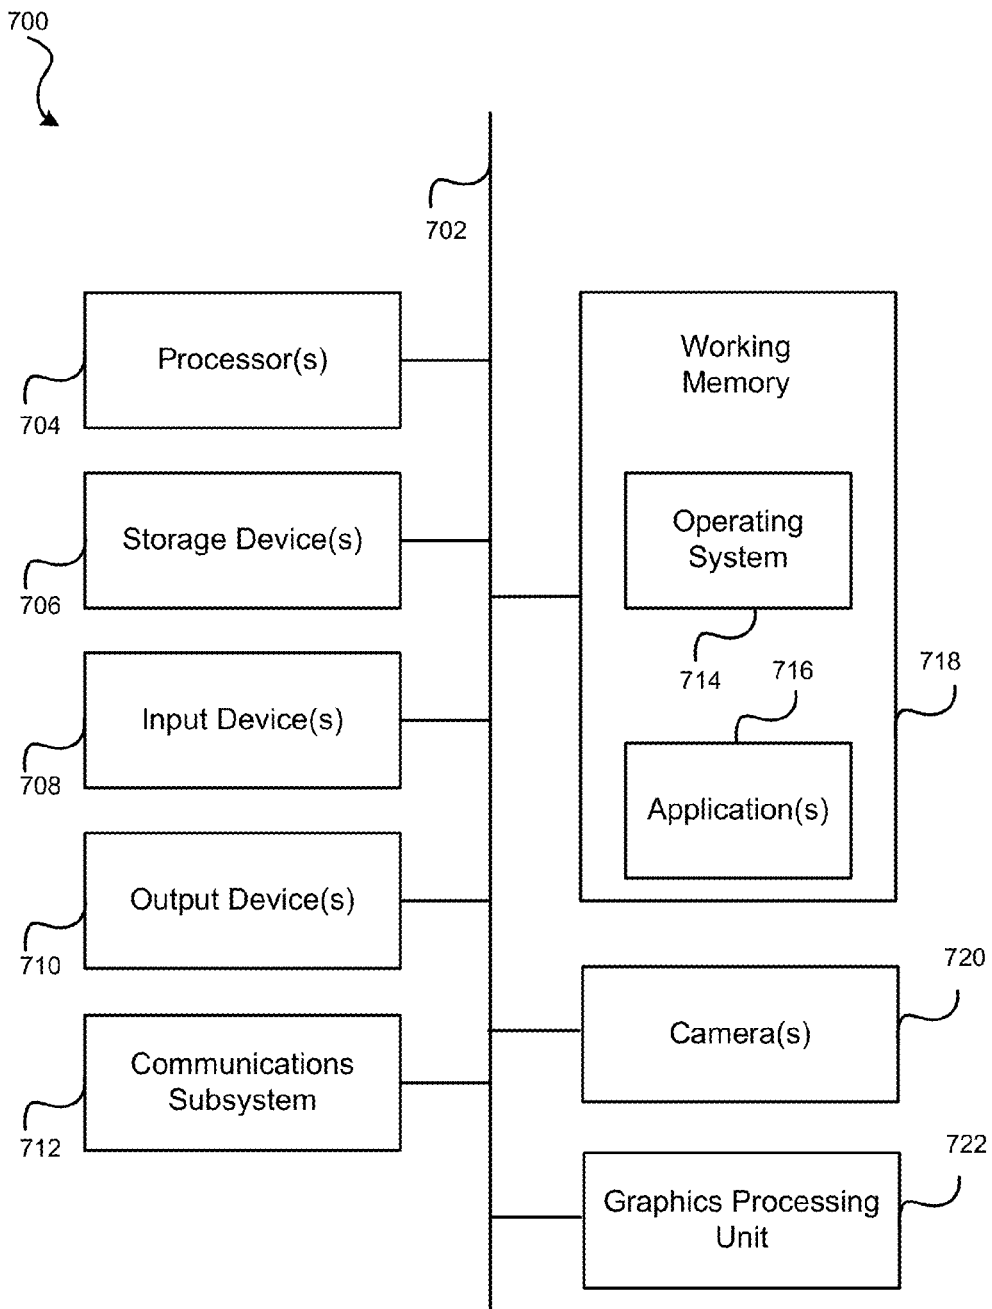 700
702
Processor(s)
704
Storage Device(s)
706
Input Device(s)
708
Output Device(s)
710
Communications
Subsystem
712
Working
Memory
Operating
System
714
716
718
Application(s)
720
Camera(s)
722
Graphics Processing
Unit